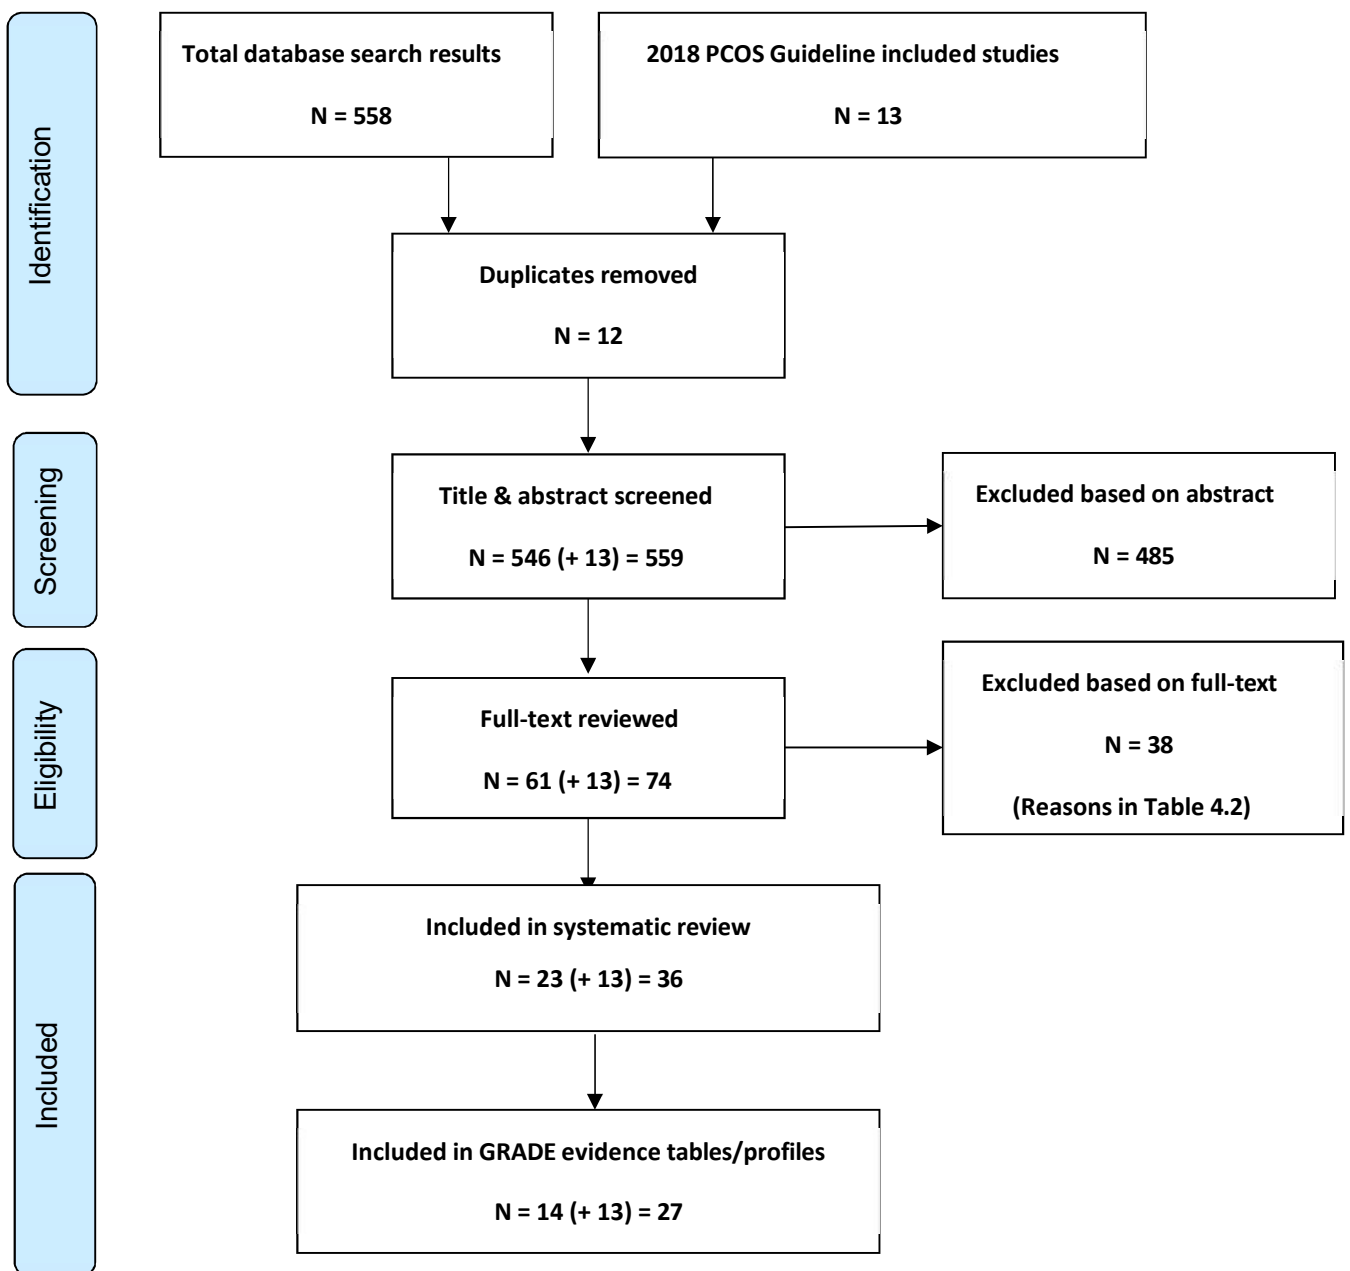 Identification
Total database search results
N = 558
2018 PCOS Guideline included studies
N = 13
Duplicates removed
N = 12
Screening
Title & abstract screened
N = 546 (+ 13) = 559
Excluded based on abstract
N = 485
Eligibility
Full-text reviewed
N = 61 (+ 13) = 74
Excluded based on full-text
N = 38
(Reasons in Table 4.2)
Included
Included in systematic review
N = 23 (+ 13) = 36
Included in GRADE evidence tables/profiles
N = 14 (+ 13) = 27